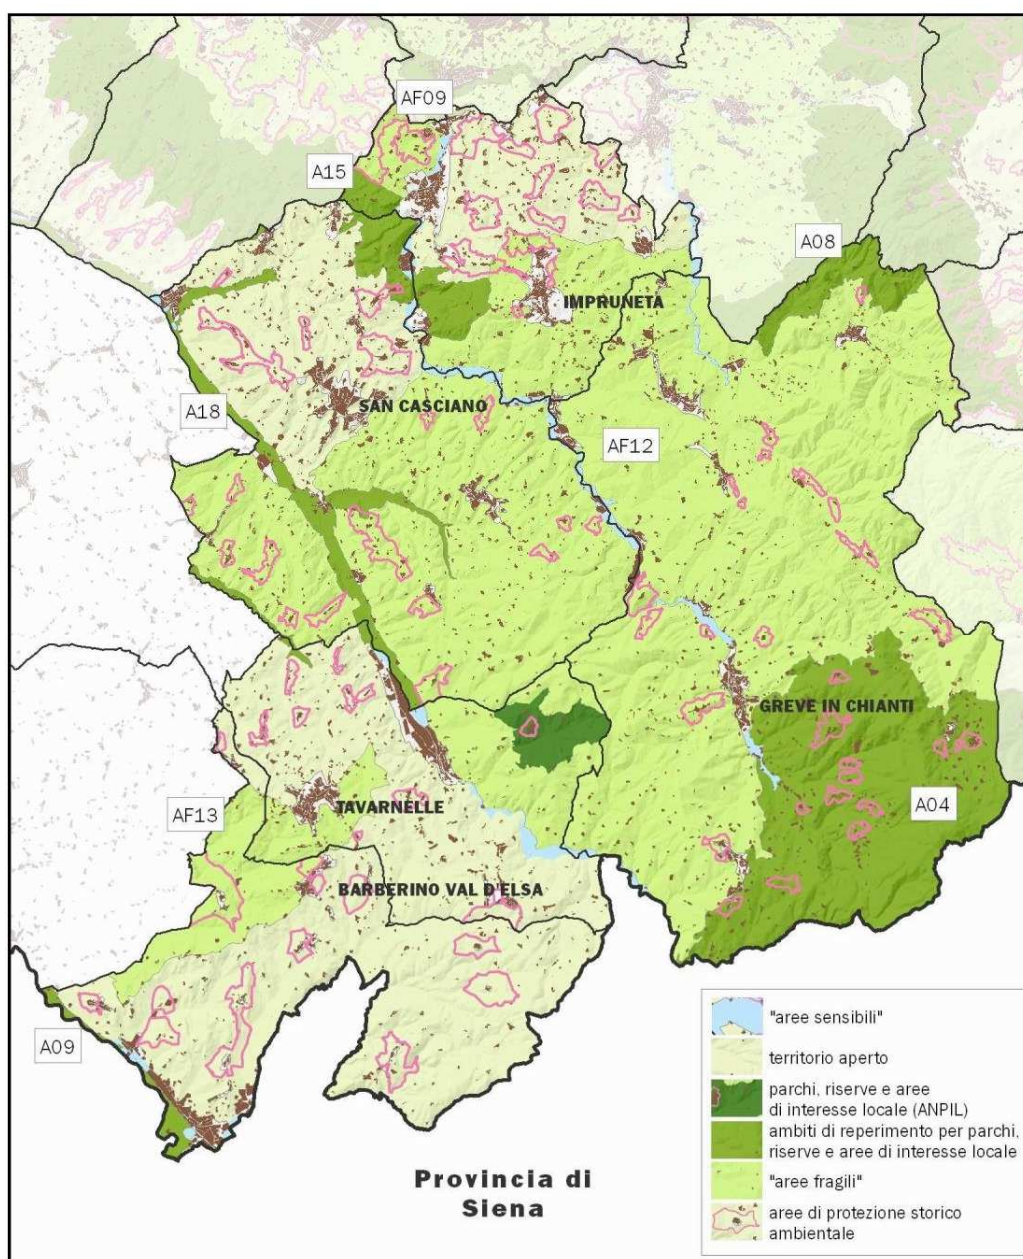 AF09
A15
A08
IMPRUNETA
A18
SAN CASCIANO
AF12
GREVE IN CHIANTI
AF13
TAVARNELLE
A04
BARBERINO VAL D'ELSA
A09
"aree sensibili"
territorio aperto
parchi, riserve e aree
di interesse locale (ANPIL)
ambiti di reperimento per parchi,
riserve e aree di interesse locale
"aree fragili"
aree di protezione storico
ambientale
Provincia di
Siena